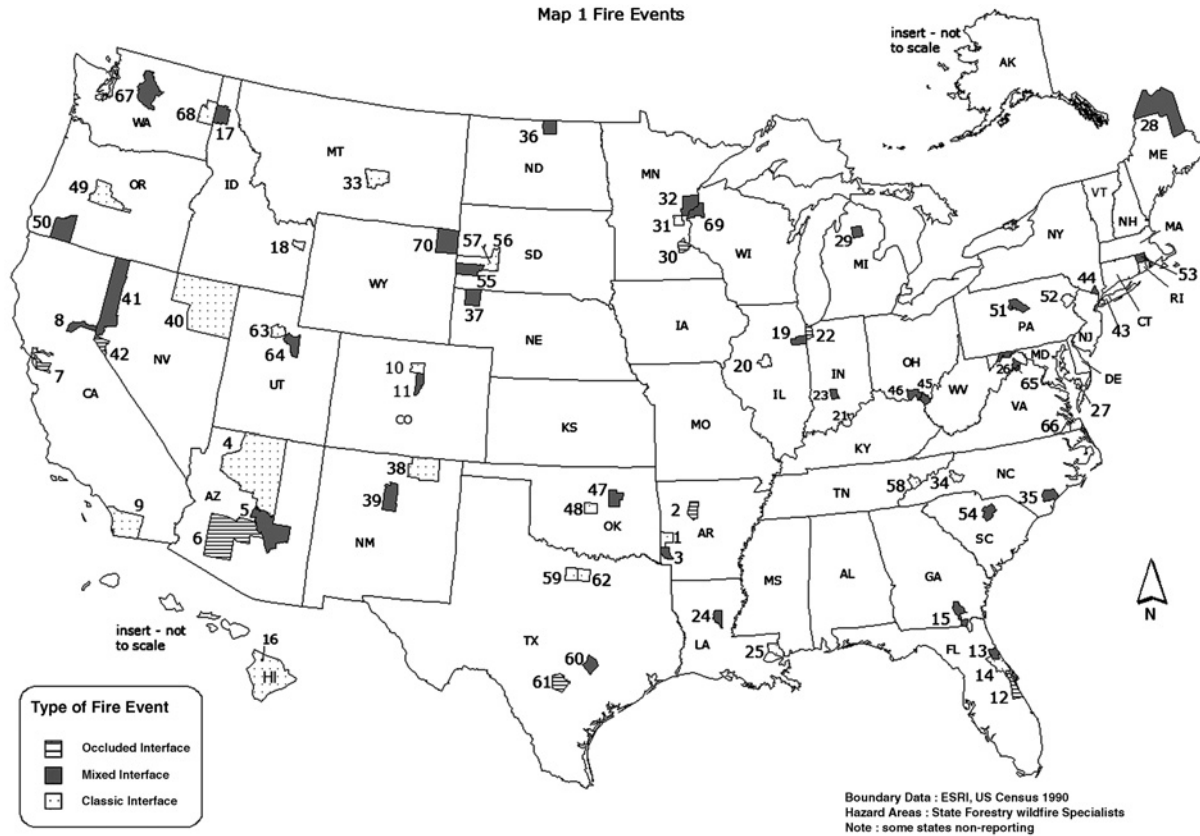 Map 1 Fire Events
insert - not
to scale
AK
67
WA
68
17
MT
33
36
ND
MN
32
31
69
30
WI
29
MI
28
ME
VT
NH
MA
NY
53
RI
CT
44
43
49
OR
50
ID
18
70
WY
57
56
SD
55
37
NE
IA
19
22
20
IL
IN
23
21
OH
46
45
51
52
PA
NJ
MD
DE
26
65
WV
VA
27
66
41
8
40
42
7
CA
NV
63
64
UT
10
11
CO
KS
MO
KY
4
AZ
5
6
9
38
39
NM
47
48
OK
2
AR
1
3
TN
58
34
NC
35
54
SC
59
62
TX
60
61
24
LA
25
MS
AL
GA
15
FL
13
14
12
N
insert - not
to scale
16
HI
Type of Fire Event
Occluded Interface
Mixed Interface
Classic Interface
Boundary Data : ESRI, US Census 1990
Hazard Areas : State Forestry wildfire Specialists
Note : some states non-reporting